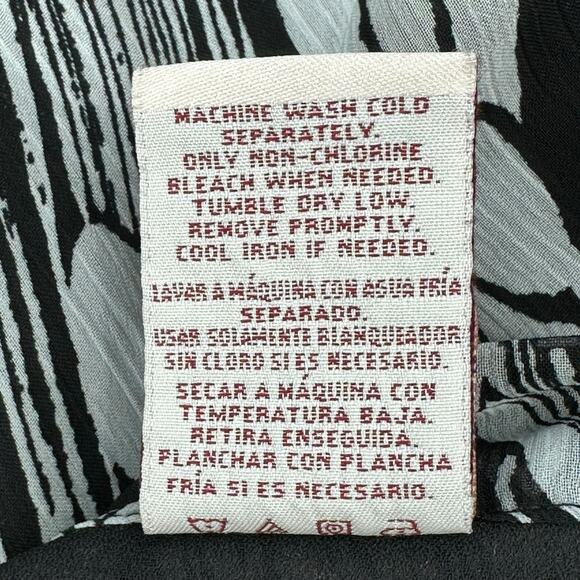 MACHINE WASH COLD
SEPARATELY.
ONLY NON-CHLORINE
BLEACH WHEN NEEDED.
TUMBLE DRY LOW.
REMOVE PROMPTLY.
COOL IRON IF NEEDED.
LAVAR A MÁQUINA CON AGUA FRÍA
SEPARADO.
USAR SOLAMENTE BLANQUEADOR
SIN CLORO SI ES NECESARIO.
SECAR A MÁQUINA CON
TEMPERATURA BAJA.
RETIRA ENSEGUIDA.
PLANCHAR CON PLANCHA
FRÍA SI ES NECESARIO.